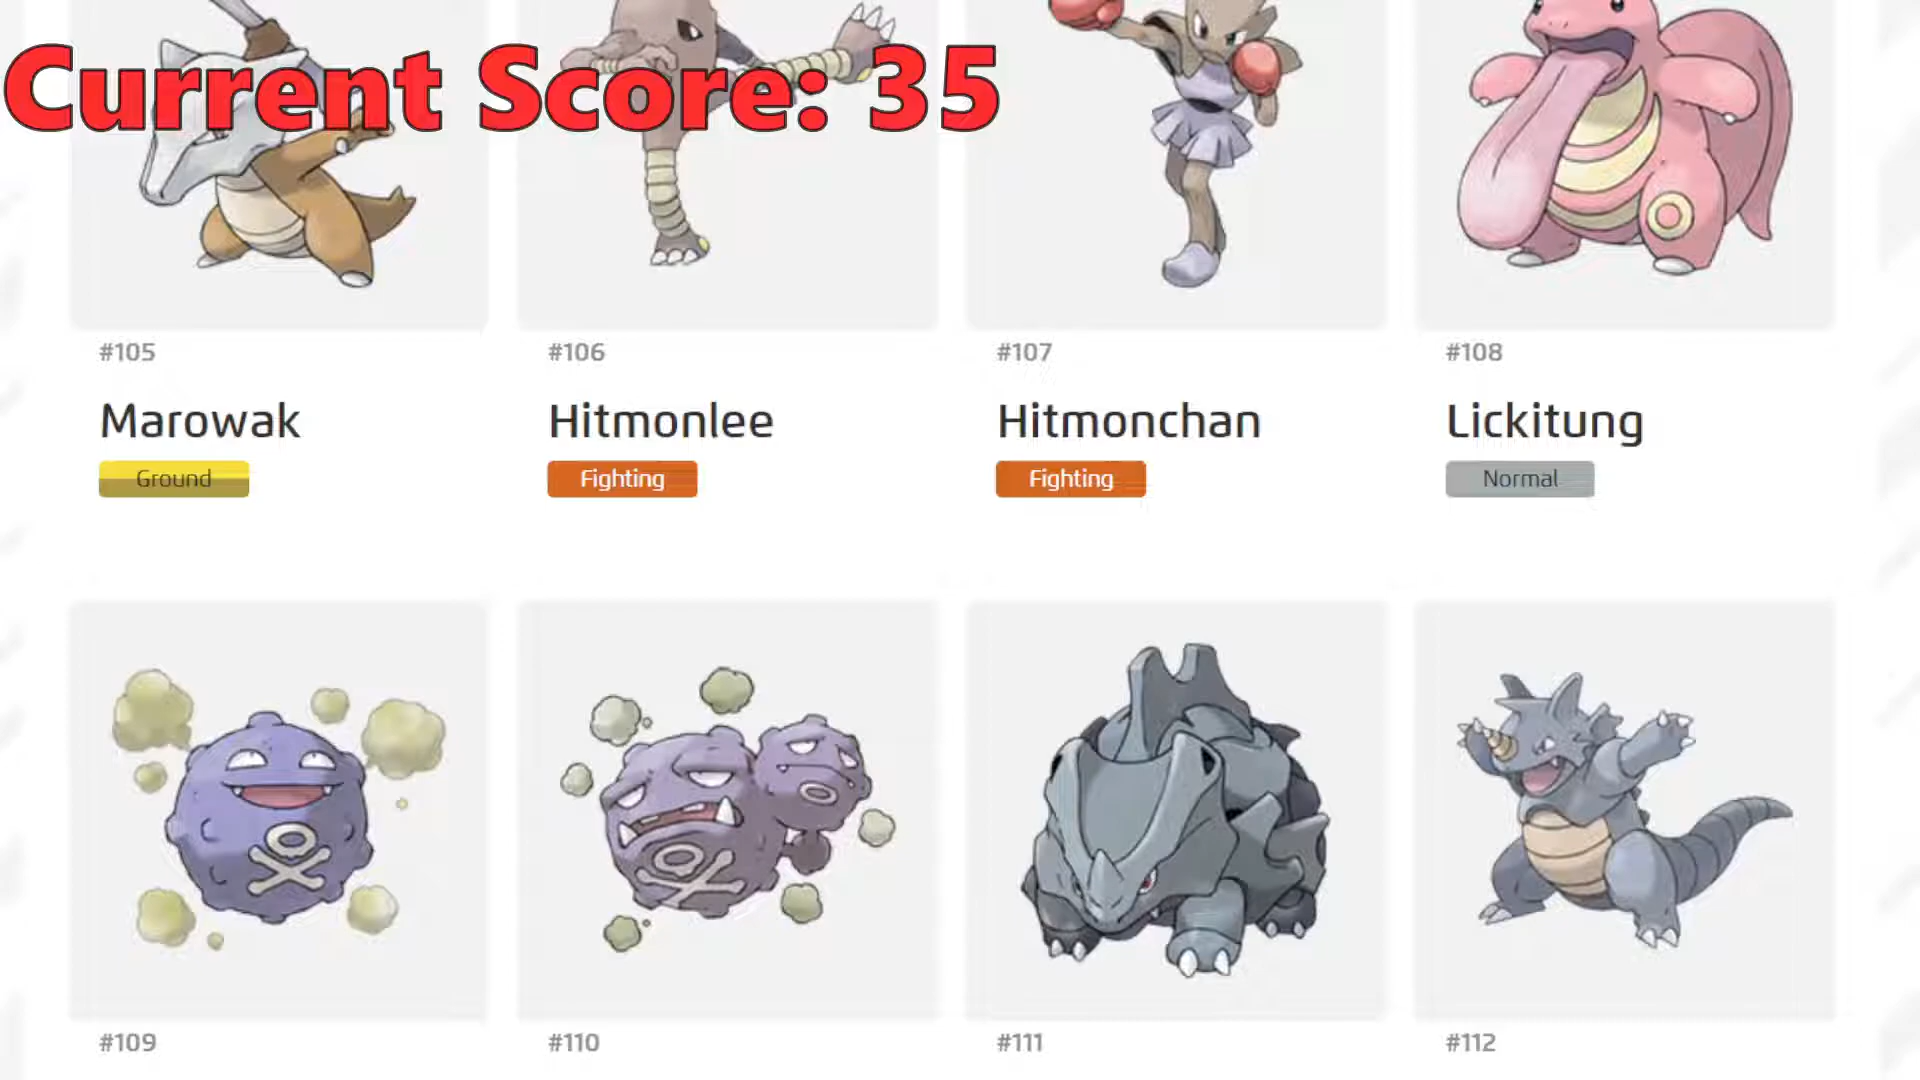 Current Score: 35
#105
#106
#107
#108
Marowak
Hitmonlee
Hitmonchan
Lickitung
Ground
Fighting
Fighting
Normal
#109
#110
#111
#112